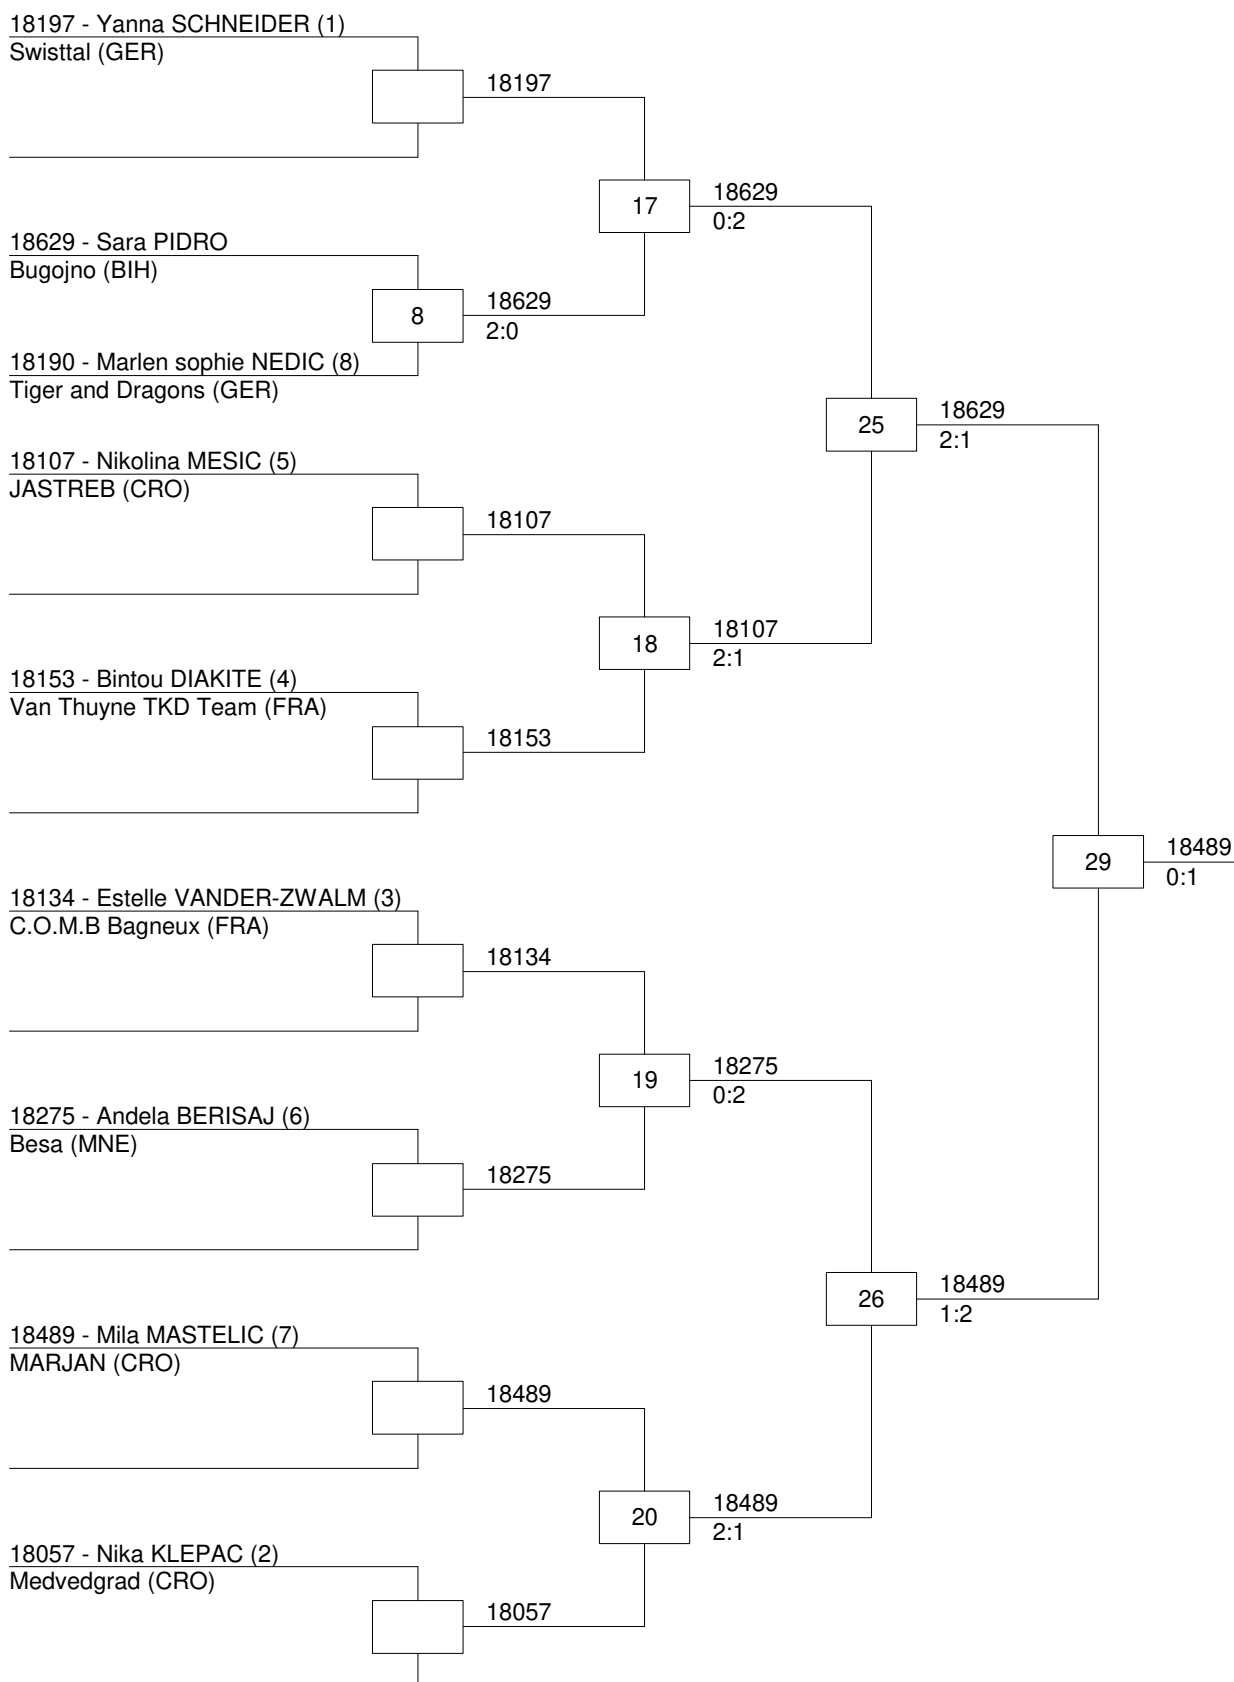 18197 - Yanna SCHNEIDER (1)
Swisttal (GER)
18197
17
18629
0:2
18629 - Sara PIDRO
Bugojno (BIH)
8
18629
2:0
18190 - Marlen sophie NEDIC (8)
Tiger and Dragons (GER)
25
18629
2:1
18107 - Nikolina MESIC (5)
JASTREB (CRO)
18107
18
18107
2:1
18153 - Bintou DIAKITE (4)
Van Thuyne TKD Team (FRA)
18153
29
18489
0:1
18134 - Estelle VANDER-ZWALM (3)
C.O.M.B Bagneux (FRA)
18134
19
18275
0:2
18275 - Andela BERISAJ (6)
Besa (MNE)
18275
26
18489
1:2
18489 - Mila MASTELIC (7)
MARJAN (CRO)
18489
20
18489
2:1
18057 - Nika KLEPAC (2)
Medvedgrad (CRO)
18057